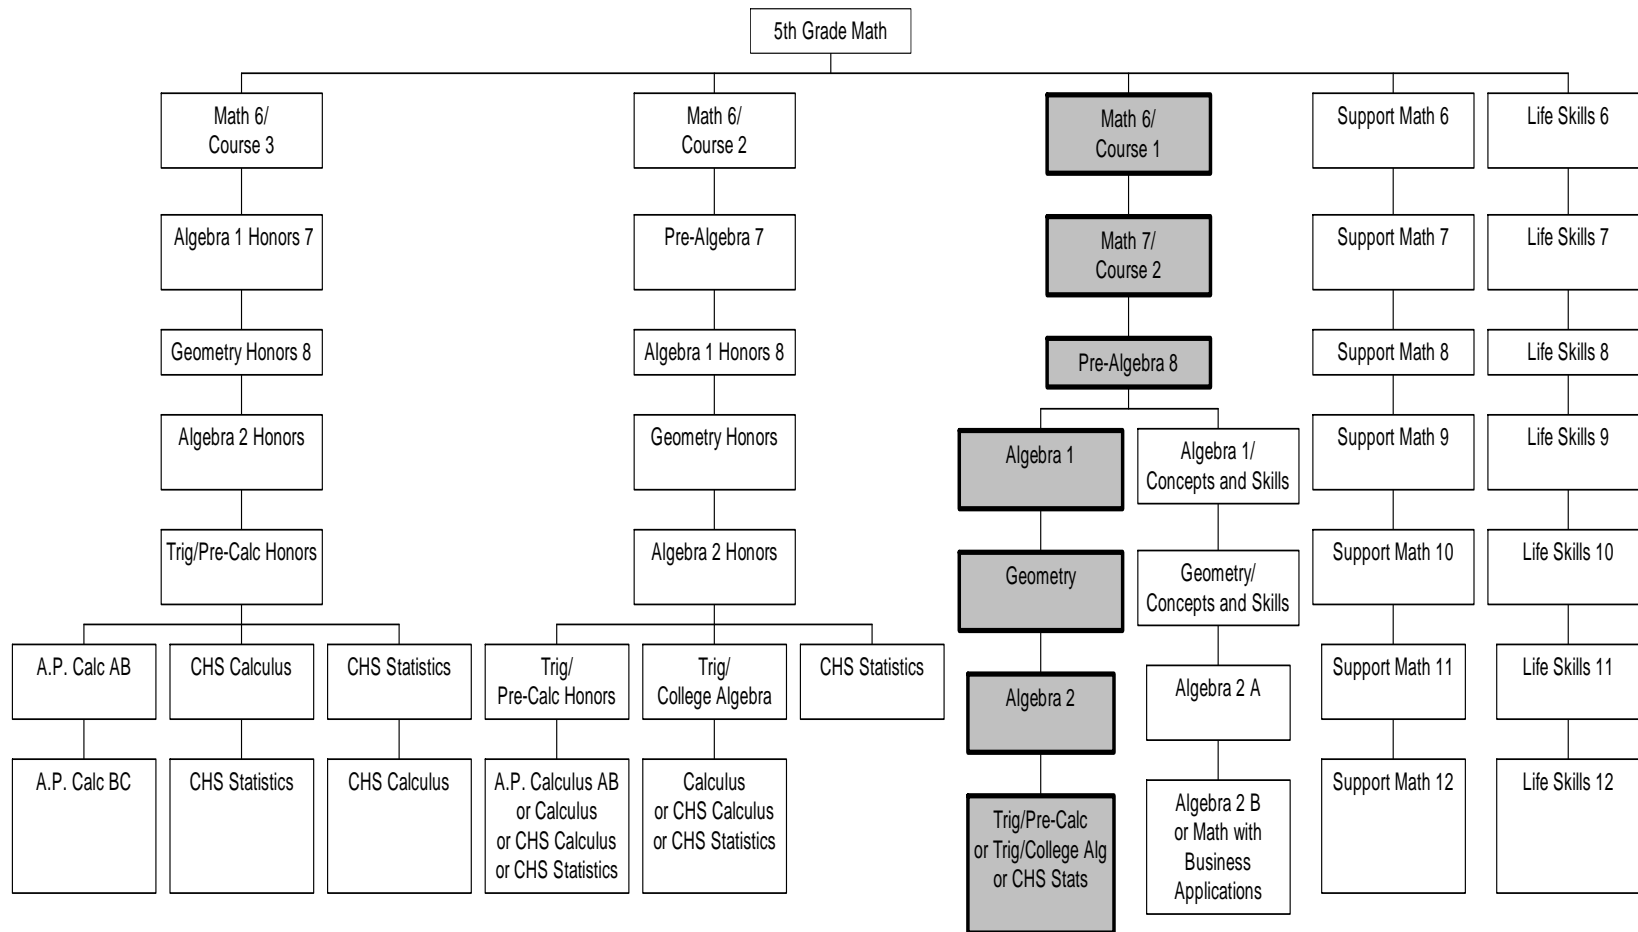 5th Grade Math
Math 6/
Course 3
Math 6/
Course 2
Math 6/
Course 1
Support Math 6
Life Skills 6
Algebra 1 Honors 7
Pre-Algebra 7
Math 7/
Course 2
Support Math 7
Life Skills 7
Geometry Honors 8
Algebra 1 Honors 8
Pre-Algebra 8
Support Math 8
Life Skills 8
Algebra 2 Honors
Geometry Honors
Algebra 1
Algebra 1/
Concepts and Skills
Support Math 9
Life Skills 9
Trig/Pre-Calc Honors
Algebra 2 Honors
Geometry
Geometry/
Concepts and Skills
Support Math 10
Life Skills 10
A.P. Calc AB
CHS Calculus
CHS Statistics
Trig/
Pre-Calc Honors
Trig/
College Algebra
CHS Statistics
Algebra 2
Algebra 2 A
Support Math 11
Life Skills 11
A.P. Calc BC
CHS Statistics
CHS Calculus
A.P. Calculus AB
or Calculus
or CHS Calculus
or CHS Statistics
Calculus
or CHS Calculus
or CHS Statistics
Trig/Pre-Calc
or Trig/College Alg
or CHS Stats
Algebra 2 B
or Math with
Business
Applications
Support Math 12
Life Skills 12